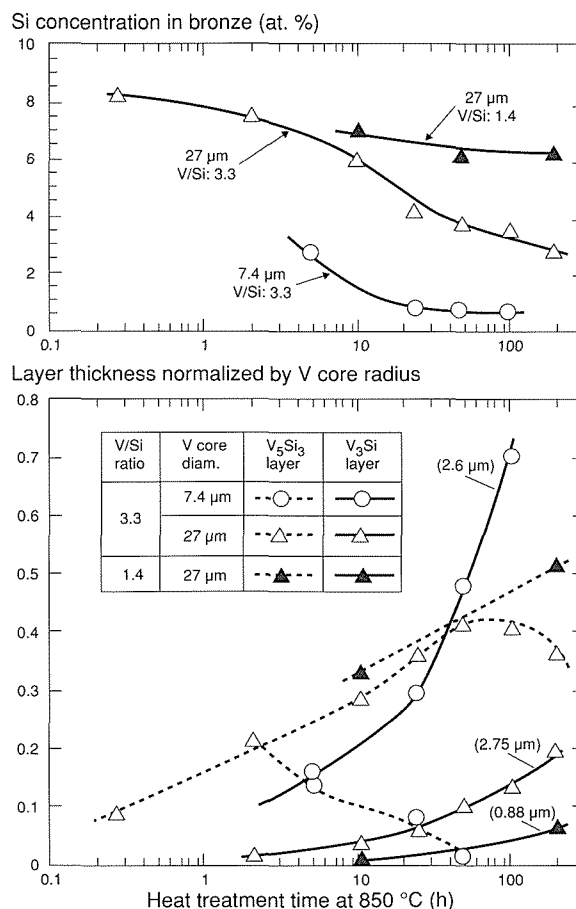 Si concentration in bronze (at. %)
10
8
6
4
2
0
27 µm
V/Si: 1.4
27 µm
V/Si: 3.3
7.4 µm
V/Si: 3.3
0.1
1
10
100
Layer thickness normalized by V core radius
0.8
0.7
0.6
0.5
0.4
0.3
0.2
0.1
0
V/Si ratio
V core diam.
V₅Si₃ layer
V₃Si layer
3.3
7.4 µm
27 µm
1.4
27 µm
(2.6 µm)
(2.75 µm)
(0.88 µm)
0.1
1
10
100
Heat treatment time at 850 °C (h)